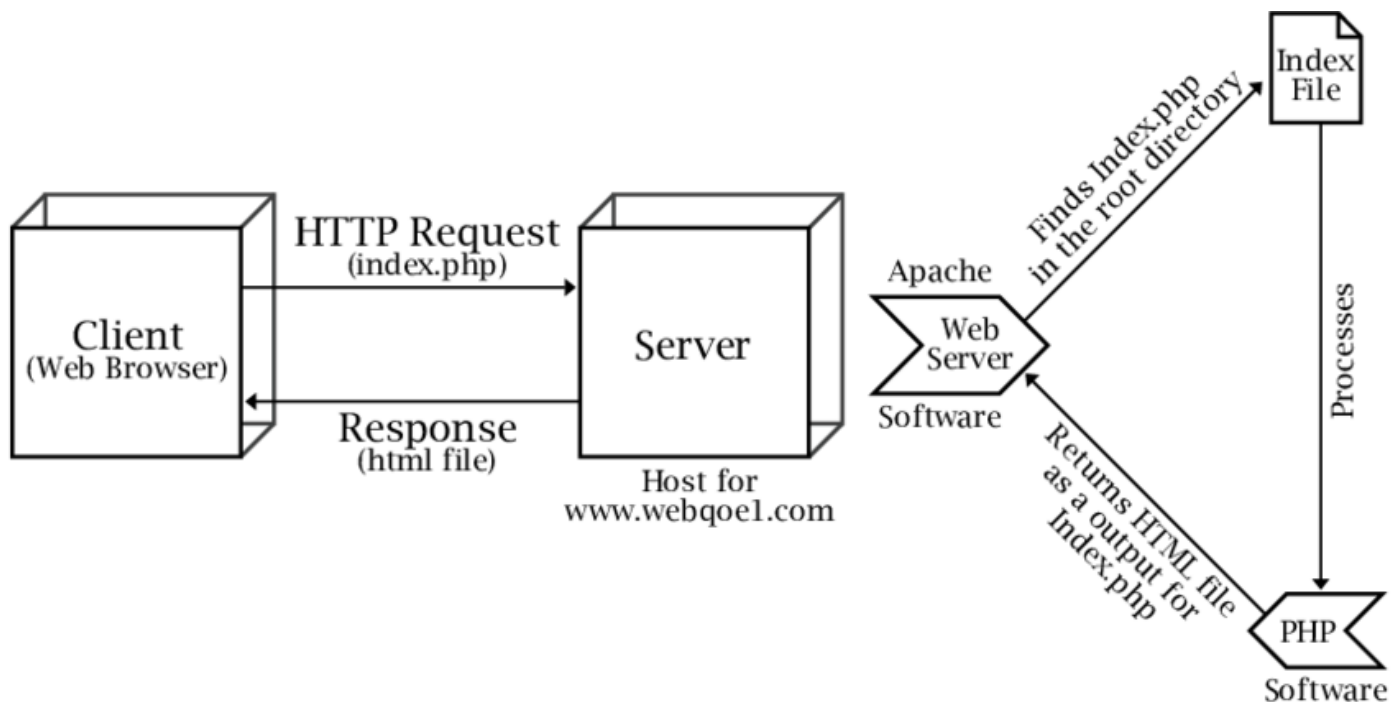 HTTP Request
(index.php)
Client
(Web Browser)
Response
(html file)
Server
Host for
www.webqoe1.com
Apache
Web
Server
Software
Finds Index.php
in the root directory
Index
File
Processes
Returns HTML file
as a output for
Index.php
PHP
Software